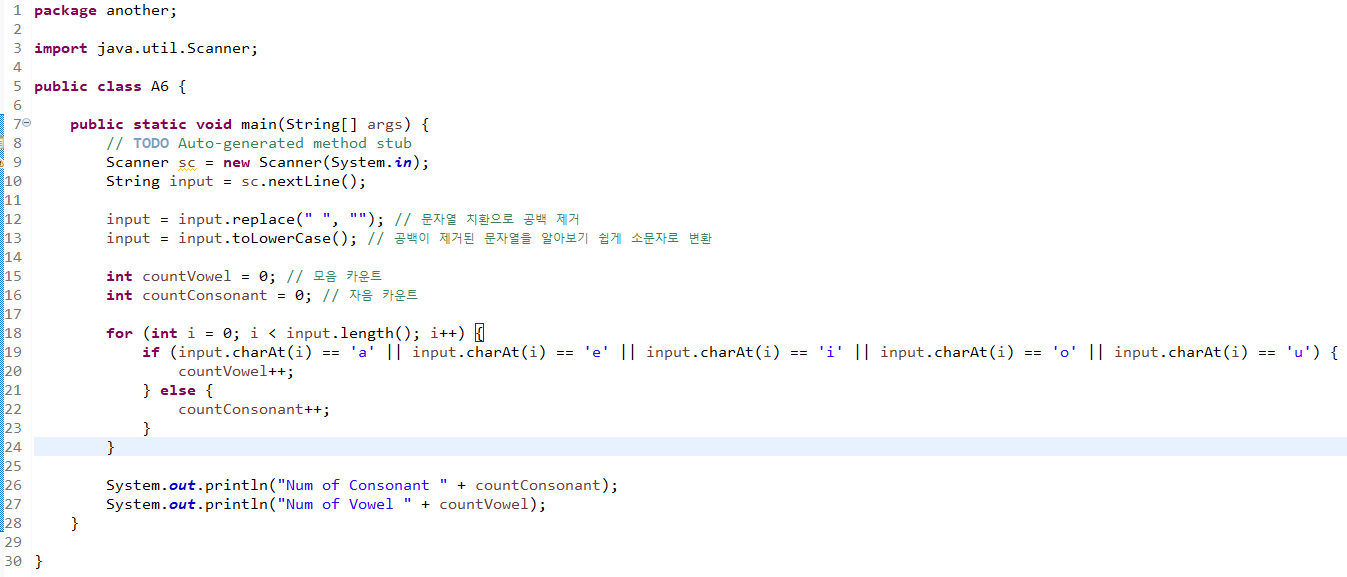 1 package another;
2
3 import java.util.Scanner;
4
5 public class A6 {
6
7 public static void main(String[] args) {
8 // TODO Auto-generated method stub
9 Scanner sc = new Scanner(System.in);
10 String input = sc.nextLine();
11
12 input = input.replace(" ", ""); // 문자열 치환으로 공백 제거
13 input = input.toLowerCase(); // 공백이 제거된 문자열을 알아보기 쉽게 소문자로 변환
14
15 int countVowel = 0; // 모음 카운트
16 int countConsonant = 0; // 자음 카운트
17
18 for (int i = 0; i < input.length(); i++) {
19 if (input.charAt(i) == 'a' || input.charAt(i) == 'e' || input.charAt(i) == 'i' || input.charAt(i) == 'o' || input.charAt(i) == 'u') {
20 countVowel++;
21 } else {
22 countConsonant++;
23 }
24 }
25
26 System.out.println("Num of Consonant " + countConsonant);
27 System.out.println("Num of Vowel " + countVowel);
28 }
29
30 }